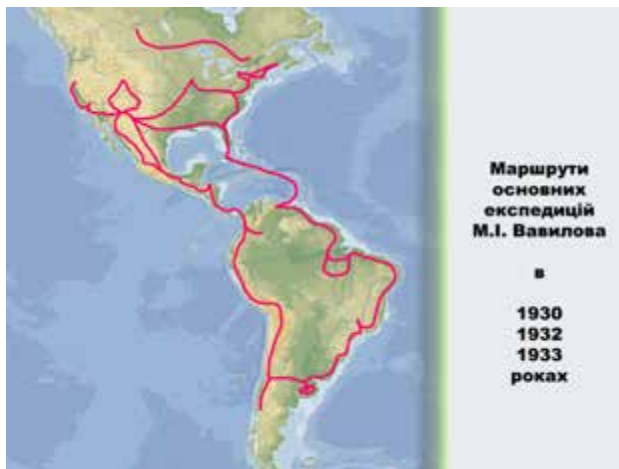 Маршрути
основних
експедицій
М.І. Вавилова
в
1930
1932
1933
роках